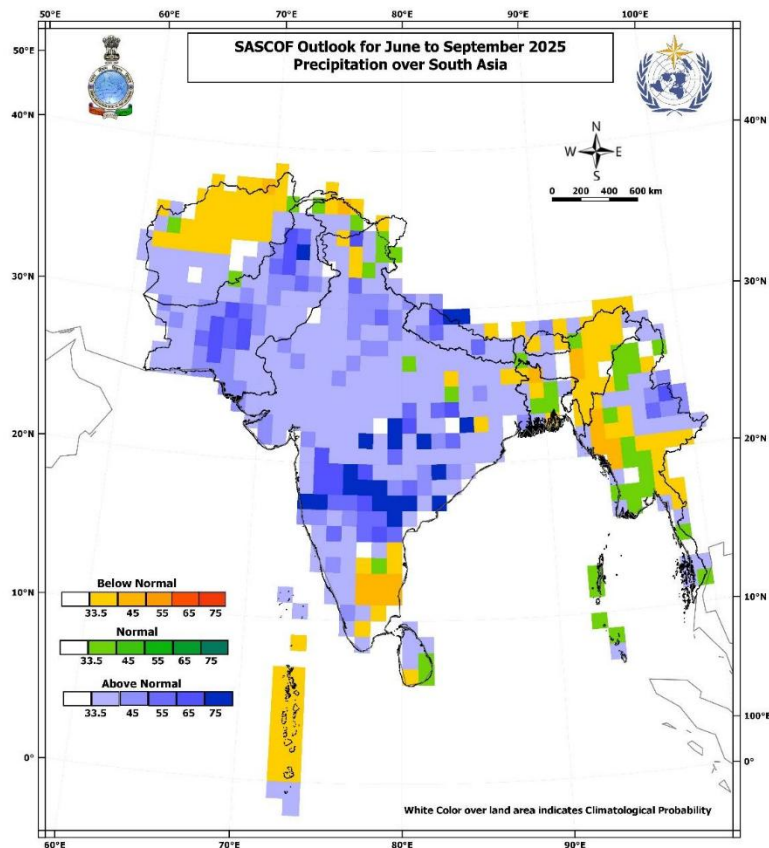 50°E 60°E 70°E 80°E 90°E 100°E
SASCOF Outlook for June to September 2025
Precipitation over South Asia
50°N
40°N 40°N
N
W E
S
0 200 400 600 km
30°N 30°N
20°N 20°N
10°N 10°N
Below Normal
33.5 45 55 65 75
Normal
33.5 45 55 65 75
Above Normal
33.5 45 55 65 75
100°E
0° 0°
White Color over land area indicates Climatological Probability
60°E 70°E 80°E 90°E